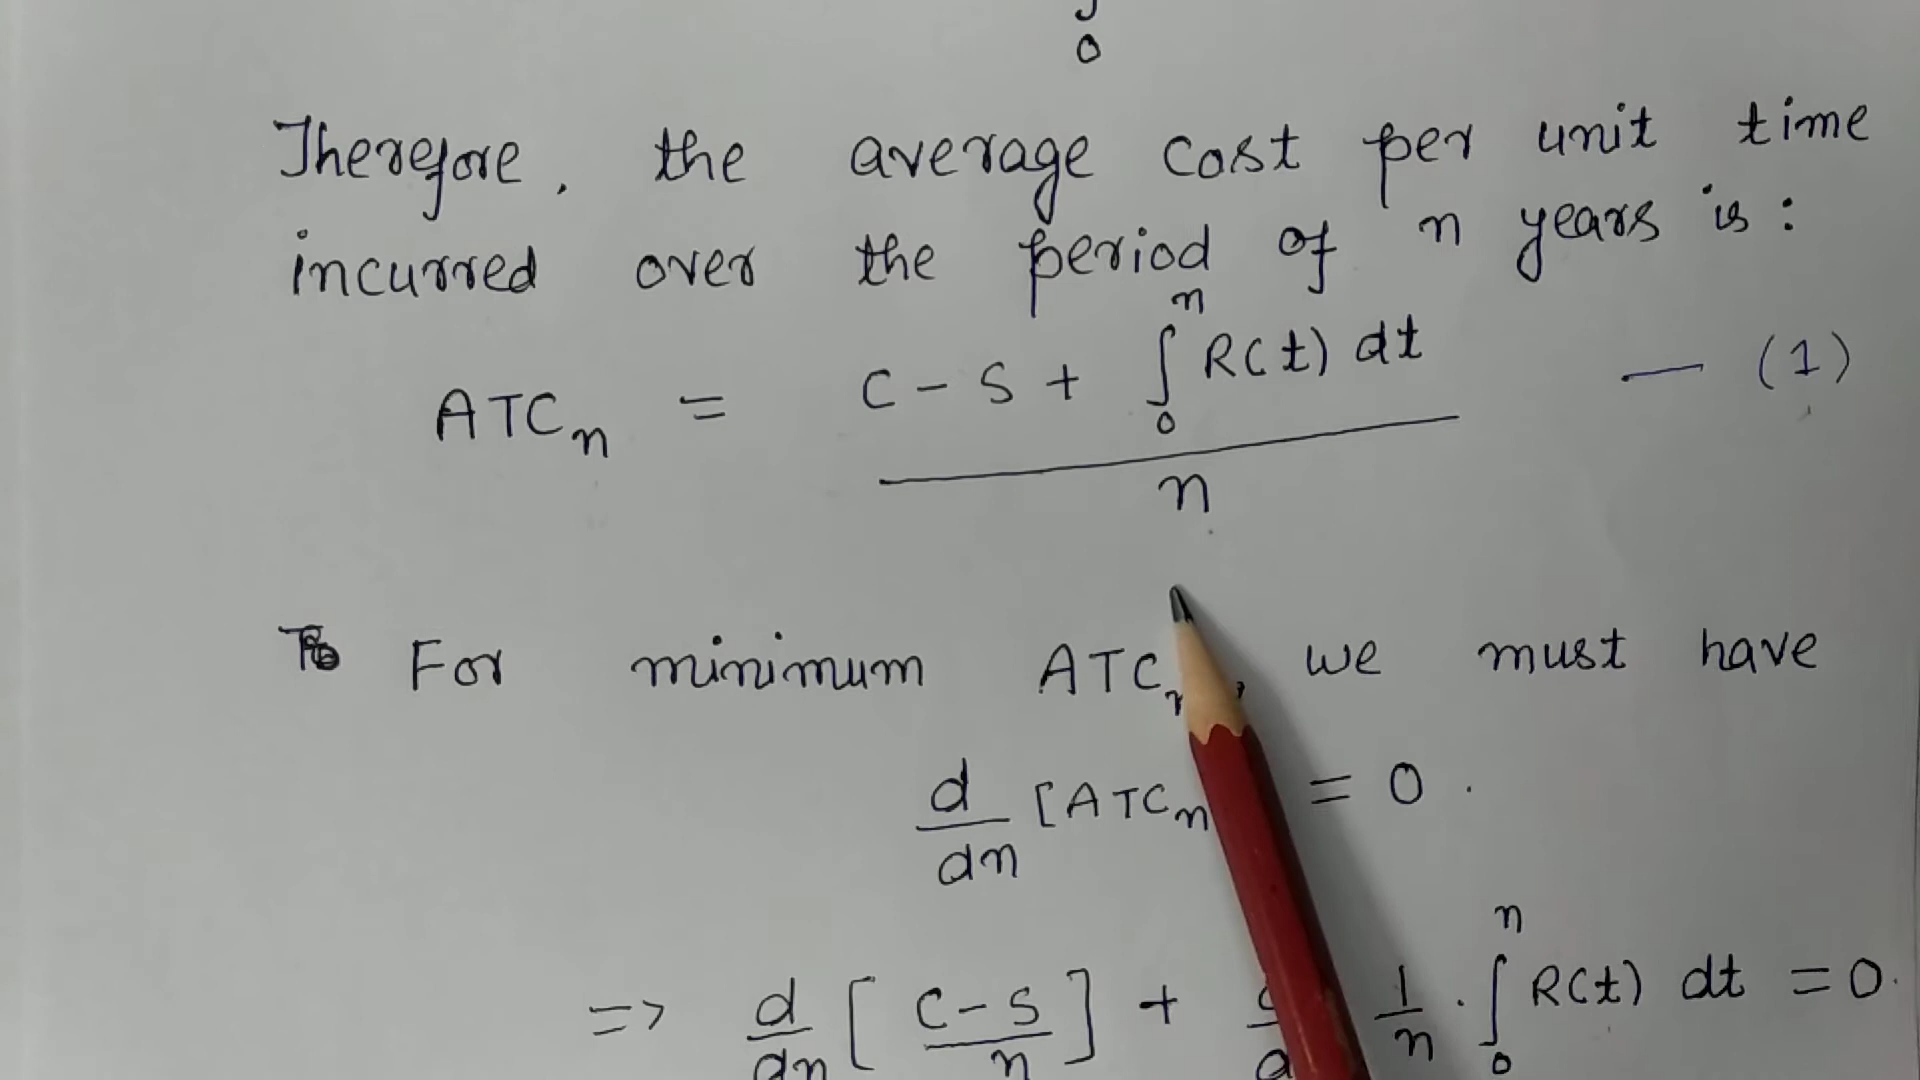 0
Therefore, the average cost per unit time
incurred over the period of n years is :
ATCn = C - S + ∫₀ⁿ R(t) dt / n — (1)
For minimum ATC , we must have
d/dn [ATCn = 0 .
=> d/dn [ C-S / n ] + 1/n . ∫₀ⁿ R(t) dt = 0.